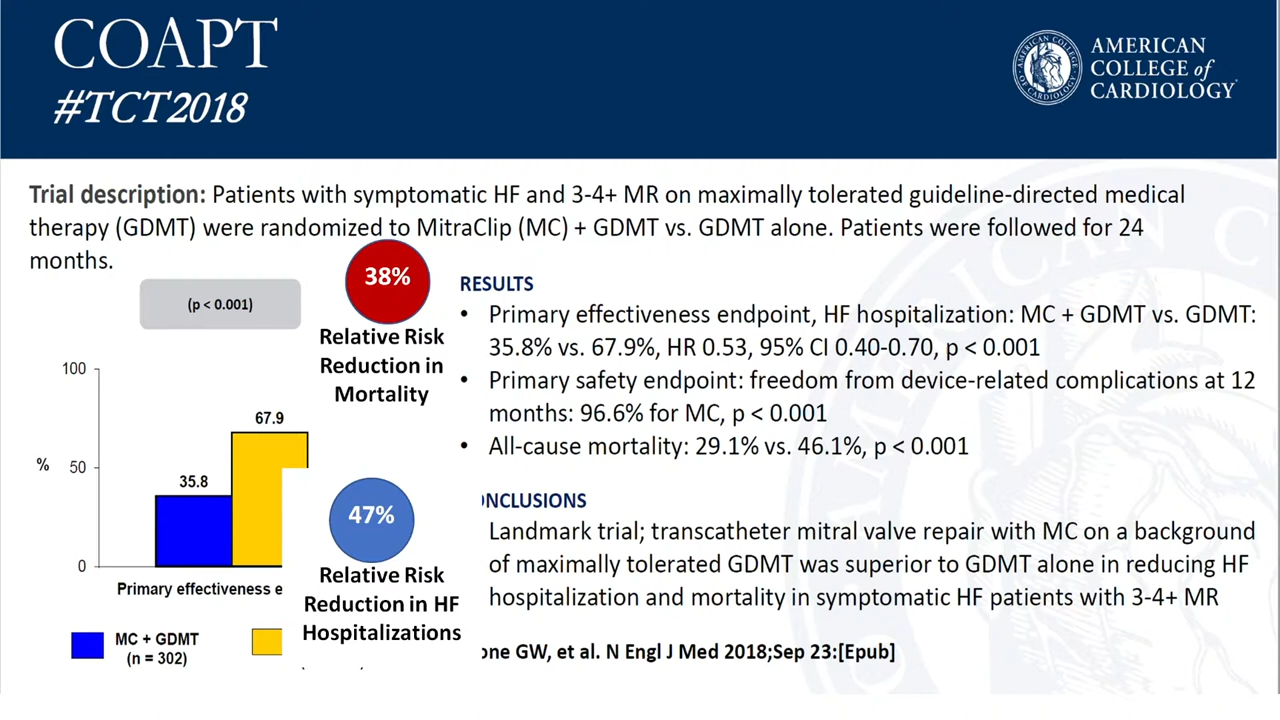 COAPT
#TCT2018
AMERICAN
COLLEGE of
CARDIOLOGY
Trial description: Patients with symptomatic HF and 3-4+ MR on maximally tolerated guideline-directed medical
therapy (GDMT) were randomized to MitraClip (MC) + GDMT vs. GDMT alone. Patients were followed for 24
months.
(p < 0.001)
38%
Relative Risk
Reduction in
Mortality
100
67.9
%
50
35.8
0
Primary effectiveness e
MC + GDMT
(n = 302)
47%
Relative Risk
Reduction in HF
Hospitalizations
RESULTS
• Primary effectiveness endpoint, HF hospitalization: MC + GDMT vs. GDMT:
35.8% vs. 67.9%, HR 0.53, 95% CI 0.40-0.70, p < 0.001
• Primary safety endpoint: freedom from device-related complications at 12
months: 96.6% for MC, p < 0.001
• All-cause mortality: 29.1% vs. 46.1%, p < 0.001
ONCLUSIONS
Landmark trial; transcatheter mitral valve repair with MC on a background
of maximally tolerated GDMT was superior to GDMT alone in reducing HF
hospitalization and mortality in symptomatic HF patients with 3-4+ MR
one GW, et al. N Engl J Med 2018;Sep 23:[Epub]